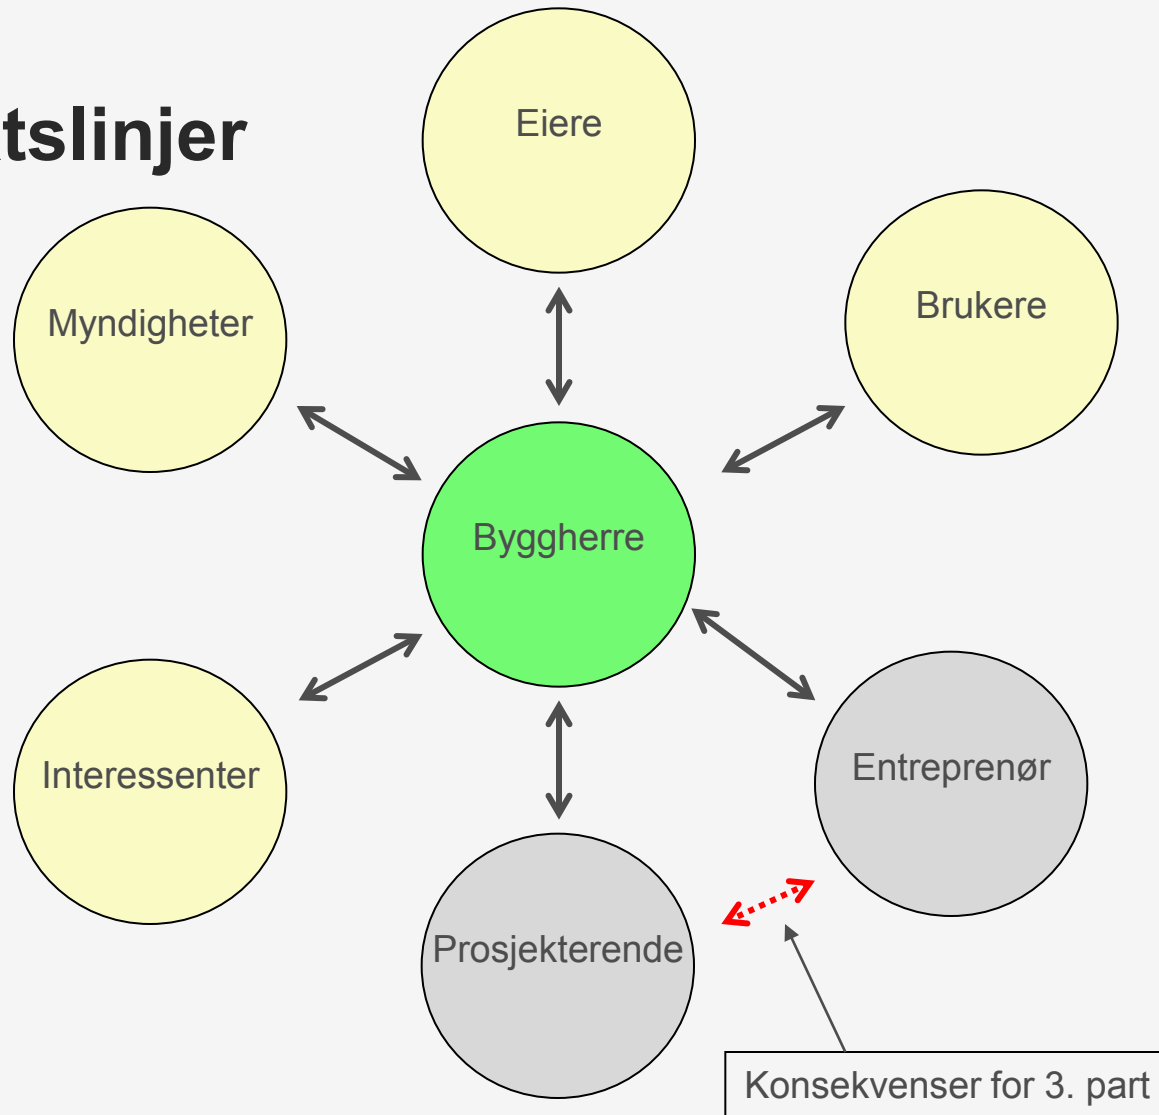 tslinjer
Eiere
Myndigheter
Brukere
Byggherre
Interessenter
Entreprenør
Prosjekterende
Konsekvenser for 3. part